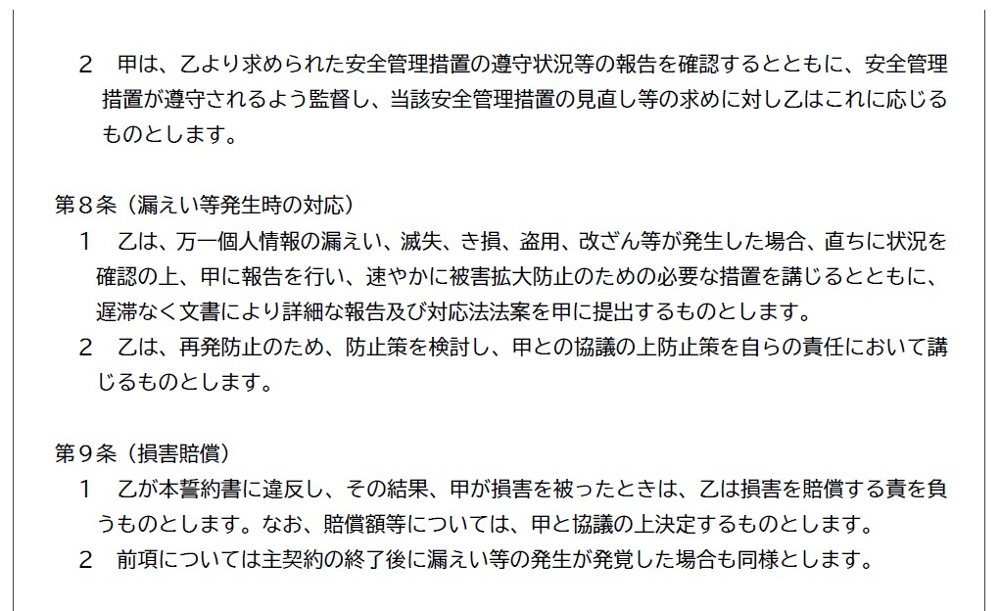 ２　甲は、乙より求められた安全管理措置の遵守状況等の報告を確認するとともに、安全管理
措置が遵守されるよう監督し、当該安全管理措置の見直し等の求めに対し乙はこれに応じる
ものとします。
第８条（漏えい等発生時の対応）
１　乙は、万一個人情報の漏えい、滅失、き損、盗用、改ざん等が発生した場合、直ちに状況を
確認の上、甲に報告を行い、速やかに被害拡大防止のための必要な措置を講じるとともに、
遅滞なく文書により詳細な報告及び対応法法案を甲に提出するものとします。
２　乙は、再発防止のため、防止策を検討し、甲との協議の上防止策を自らの責任において講
じるものとします。
第９条（損害賠償）
１　乙が本誓約書に違反し、その結果、甲が損害を被ったときは、乙は損害を賠償する責を負
うものとします。なお、賠償額等については、甲と協議の上決定するものとします。
２　前項については主契約の終了後に漏えい等の発生が発覚した場合も同様とします。